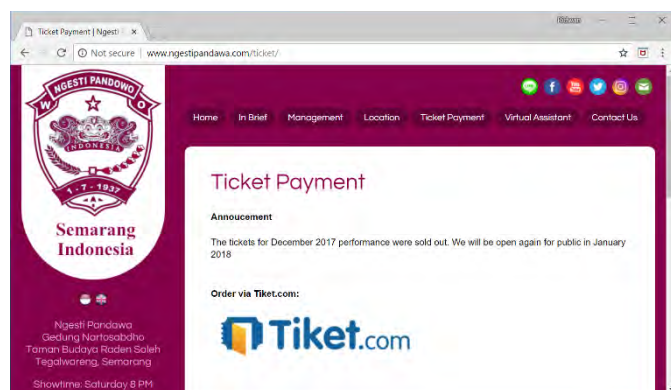 Ticket Payment | Ngesti
Not secure | www.ngestipandawa.com/ticket/
NGESTI PANDOWO
W O
INDONESIA
1 - 7 - 1937
Semarang
Indonesia
Home In Brief Management Location Ticket Payment Virtual Assistant Contact Us
Ticket Payment
Annoucement
The tickets for December 2017 performance were sold out. We will be open again for public in January
2018
Order via Tiket.com:
Tiket.com
Ngesti Pandawa
Gedung Nartosabdho
Taman Budaya Raden Saleh
Tegalwareng, Semarang
Showtime: Saturday 8 PM